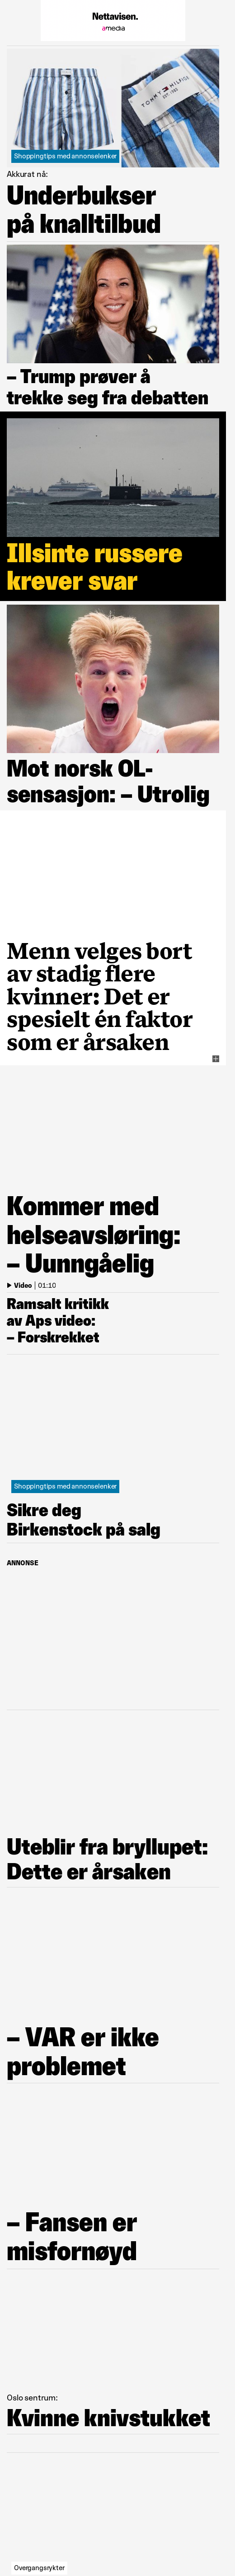 Nettavisen.
amedia
TOMMY HILFIGER
EST. 1985
Shoppingtips med annonselenker
Akkurat nå:
Underbukser
på knalltilbud
– Trump prøver å
trekke seg fra debatten
Illsinte russere
krever svar
Mot norsk OL-
sensasjon: – Utrolig
Menn velges bort
av stadig flere
kvinner: Det er
spesielt én faktor
som er årsaken
Kommer med
helseavsløring:
– Uunngåelig
Video | 01:10
Ramsalt kritikk
av Aps video:
– Forskrekket
Shoppingtips med annonselenker
Sikre deg
Birkenstock på salg
ANNONSE
Uteblir fra bryllupet:
Dette er årsaken
– VAR er ikke
problemet
– Fansen er
misfornøyd
Oslo sentrum:
Kvinne knivstukket
Overgangsrykter